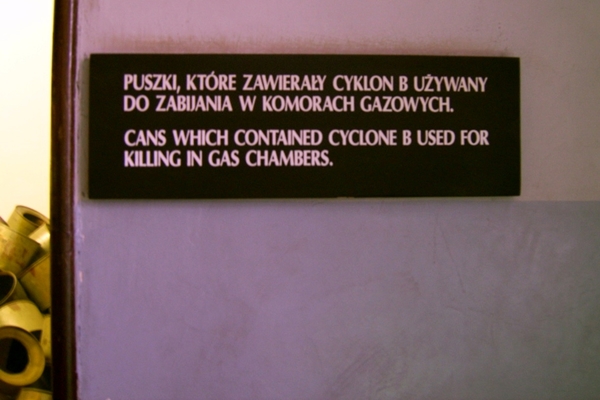 PUSZKI, KTÓRE ZAWIERAŁY CYKLON B UŻYWANY
DO ZABIJANIA W KOMORACH GAZOWYCH.
CANS WHICH CONTAINED CYCLONE B USED FOR
KILLING IN GAS CHAMBERS.